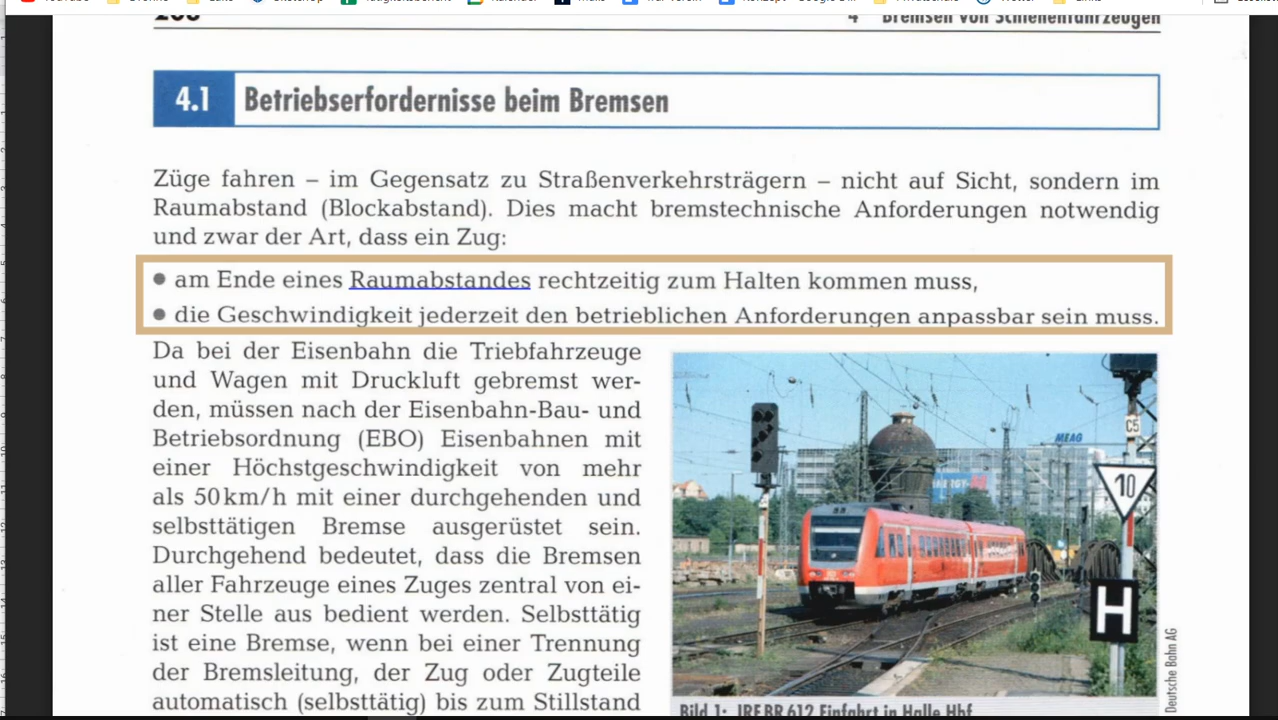 4 Bremsen von Schienenfahrzeugen
4.1 Betriebserfordernisse beim Bremsen
Züge fahren – im Gegensatz zu Straßenverkehrsträgern – nicht auf Sicht, sondern im
Raumabstand (Blockabstand). Dies macht bremstechnische Anforderungen notwendig
und zwar der Art, dass ein Zug:
● am Ende eines Raumabstandes rechtzeitig zum Halten kommen muss,
● die Geschwindigkeit jederzeit den betrieblichen Anforderungen anpassbar sein muss.
Da bei der Eisenbahn die Triebfahrzeuge
und Wagen mit Druckluft gebremst wer-
den, müssen nach der Eisenbahn-Bau- und
Betriebsordnung (EBO) Eisenbahnen mit
einer Höchstgeschwindigkeit von mehr
als 50 km/h mit einer durchgehenden und
selbsttätigen Bremse ausgerüstet sein.
Durchgehend bedeutet, dass die Bremsen
aller Fahrzeuge eines Zuges zentral von ei-
ner Stelle aus bedient werden. Selbsttätig
ist eine Bremse, wenn bei einer Trennung
der Bremsleitung, der Zug oder Zugteile
automatisch (selbsttätig) bis zum Stillstand
C5
MEAG
10
H
Deutsche Bahn AG
Bild 1: IRE BR 612 Einfahrt in Halle Hbf